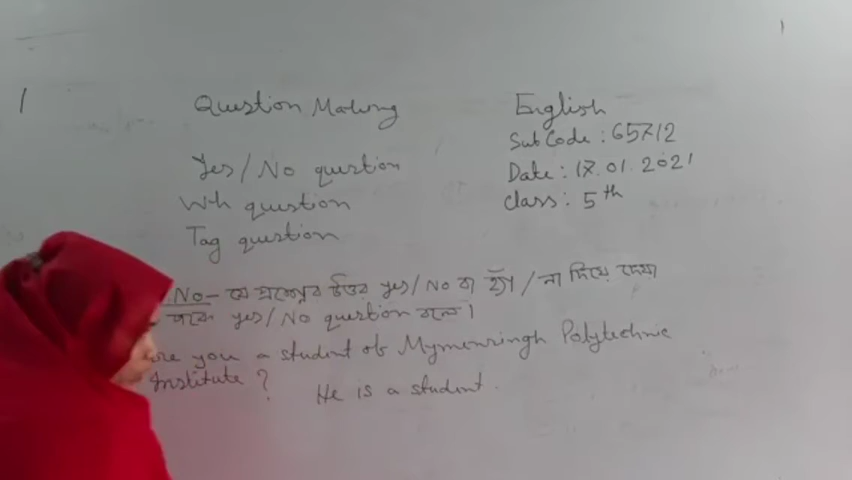 Question Making
English
Sub Code : 65712
Yes/No question
Date : 17.01.2021
Wh question
Class : 5th
Tag question
No - যে প্রশ্নের উত্তর yes/No বা হ্যাঁ / না দিয়ে দেয়া
yes/No question বলে।
are you a student of Mymensingh Polytechnic
Institute ?
He is a student.